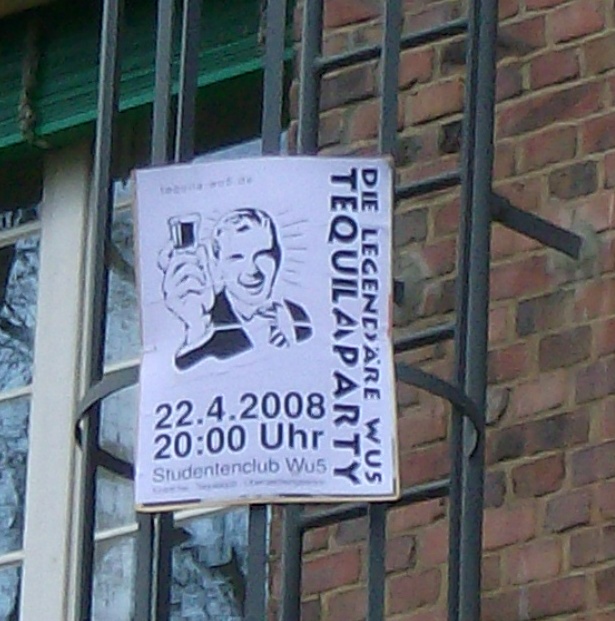 tequila-wu5.de
DIE LEGENDÄRE WU5
TEQUILAPARTY
22.4.2008
20:00 Uhr
Studentenclub Wu5